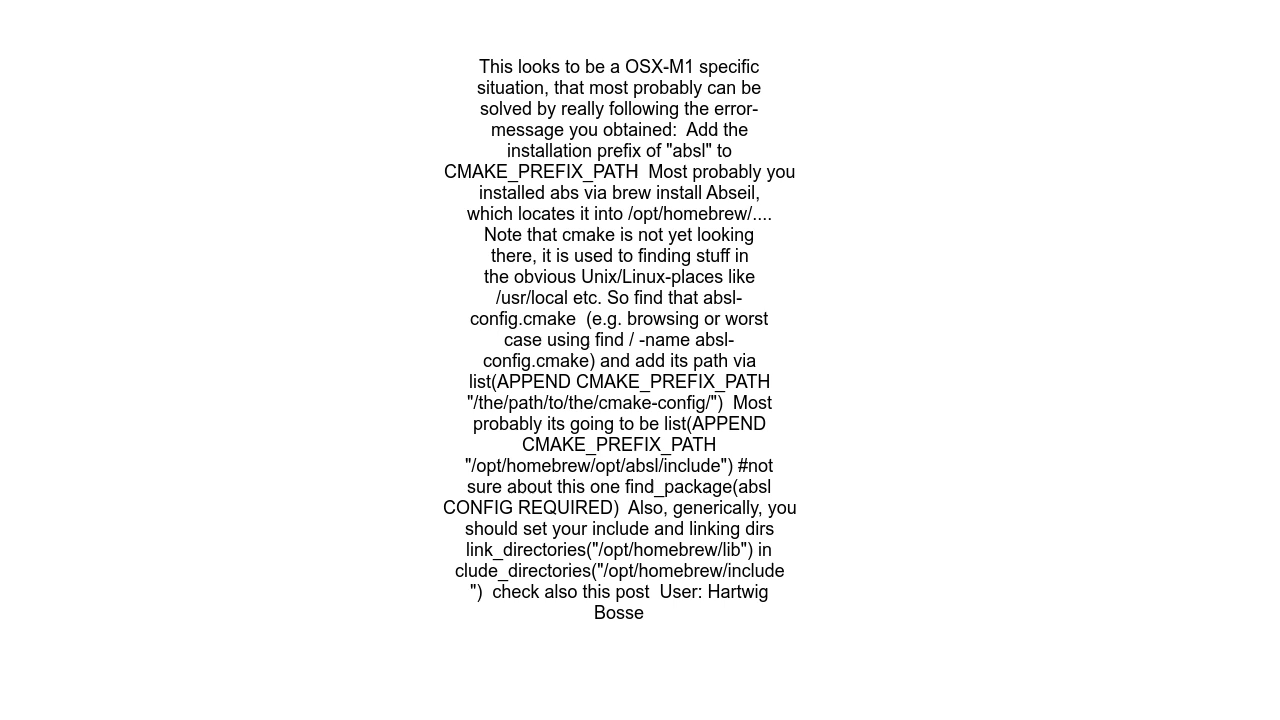 This looks to be a OSX-M1 specific
situation, that most probably can be
solved by really following the error-
message you obtained:  Add the
installation prefix of "absl" to
CMAKE_PREFIX_PATH  Most probably you
installed abs via brew install Abseil,
which locates it into /opt/homebrew/....
Note that cmake is not yet looking
there, it is used to finding stuff in
the obvious Unix/Linux-places like
/usr/local etc. So find that absl-
config.cmake  (e.g. browsing or worst
case using find / -name absl-
config.cmake) and add its path via
list(APPEND CMAKE_PREFIX_PATH
"/the/path/to/the/cmake-config/")  Most
probably its going to be list(APPEND
CMAKE_PREFIX_PATH
"/opt/homebrew/opt/absl/include") #not
sure about this one find_package(absl
CONFIG REQUIRED)  Also, generically, you
should set your include and linking dirs
link_directories("/opt/homebrew/lib") in
clude_directories("/opt/homebrew/include
")  check also this post  User: Hartwig
Bosse